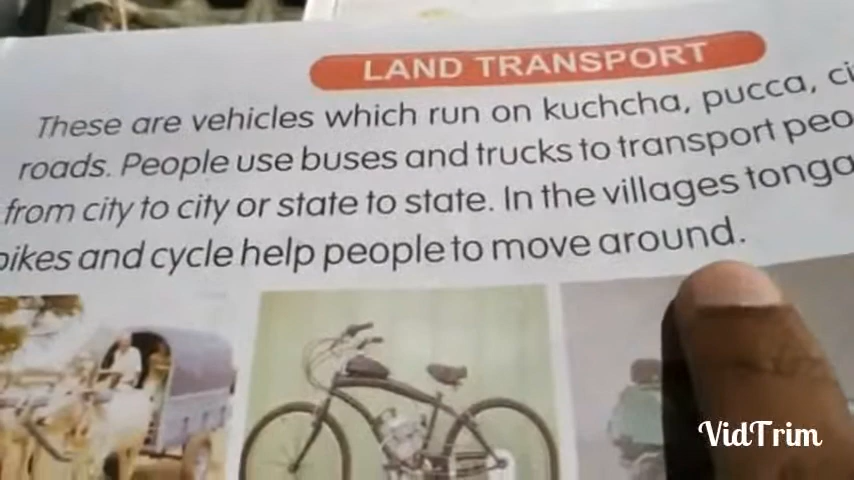 LAND TRANSPORT
These are vehicles which run on kuchcha, pucca,
roads. People use buses and trucks to transport
from city to city or state to state. In the villages tonga
bikes and cycle help people to move around.
VidTrim